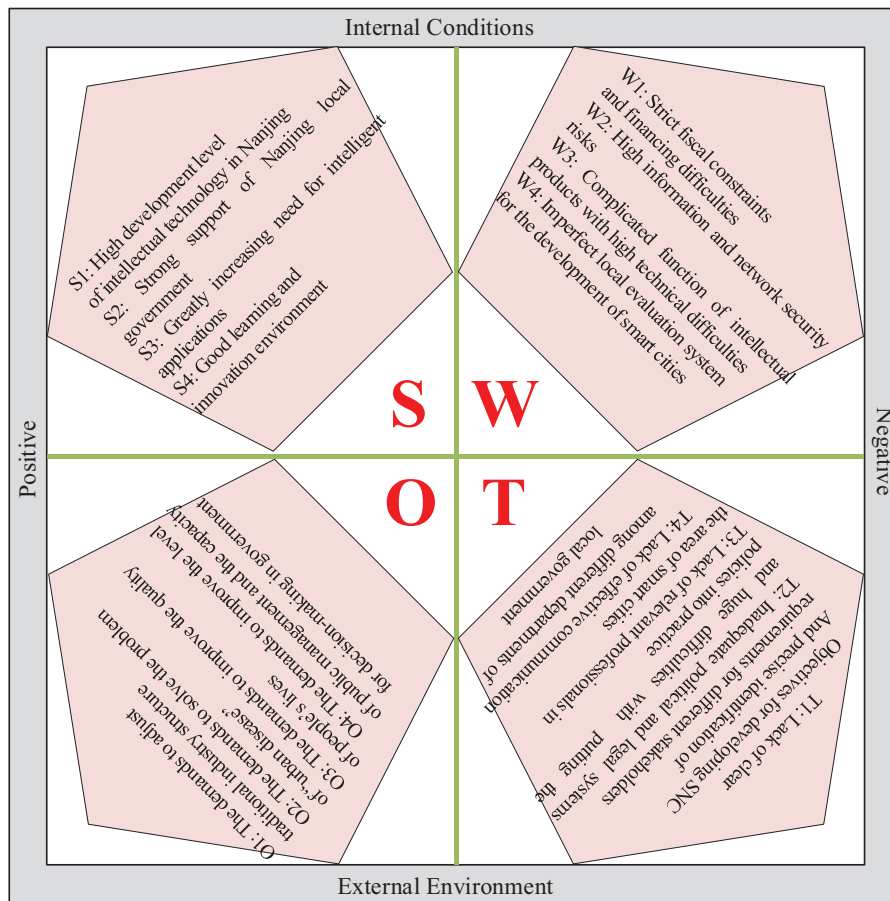 Internal Conditions
S1: High development level
of intellectual technology in Nanjing
S2: Strong support of Nanjing local
government
S3: Greatly increasing need for intelligent
applications
S4: Good learning and
innovation environment
W1: Strict fiscal constraints
and financing difficulties
W2: High information and network security
risks
W3: Complicated function of intellectual
products with high technical difficulties
W4: Imperfect local evaluation system
for the development of smart cities
Positive
Negative
S
W
O
T
O1: The demands to adjust
traditional industry structure
O2: The demands to solve the problem
of "urban disease"
O3: The demands to improve the quality
of people's lives
O4: The demands to improve the level
of public management and the capacity
for decision-making in government
T1: Lack of clear
Objectives for developing SNC
And precise identification of
requirements for different stakeholders
T2: Inadequate political and legal systems
and huge difficulties with putting the
policies into practice
T3: Lack of relevant professionals in
the area of smart cities
T4: Lack of effective communication
among different departments of
local government
External Environment